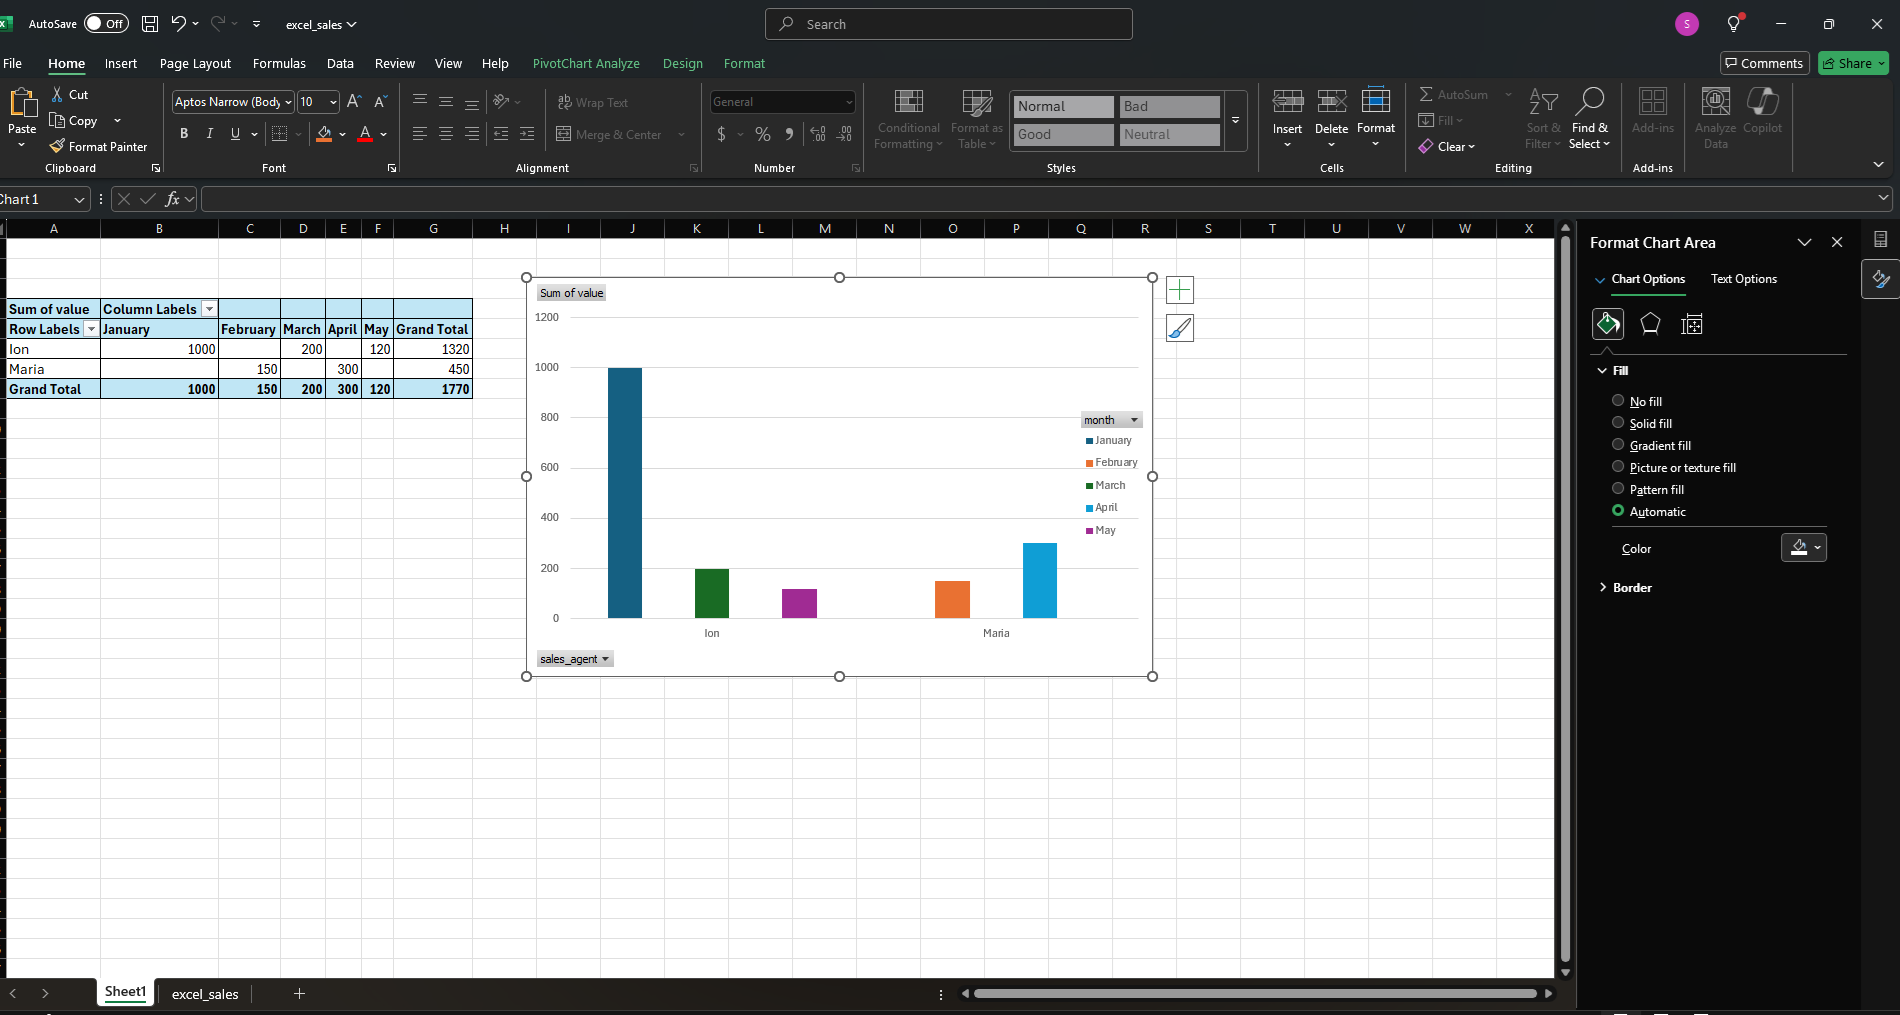 AutoSave Off excel_sales Search S
File Home Insert Page Layout Formulas Data Review View Help PivotChart Analyze Design Format Comments Share
Paste Cut
Copy
Format Painter
Clipboard
Aptos Narrow (Body 10 A A
B I U A
Font
ab Wrap Text
Merge & Center
Alignment
General
$ % 9 .00 .00
Number
Conditional Formatting
Format as Table
Normal Bad
Good Neutral
Styles
Insert Delete Format
Cells
AutoSum
Fill
Clear
Sort & Filter
Find & Select
Editing
Add-ins
Add-ins
Analyze Data
Copilot
Chart 1 fx
A B C D E F G H I J K L M N O P Q R S T U V W X
Sum of value Column Labels
Row Labels January February March April May Grand Total
Ion 1000 200 120 1320
Maria 150 300 450
Grand Total 1000 150 200 300 120 1770
Sum of value
1200
1000
800
600
400
200
0
Ion Maria
month
January
February
March
April
May
sales_agent
Format Chart Area
Chart Options Text Options
Fill
No fill
Solid fill
Gradient fill
Picture or texture fill
Pattern fill
Automatic
Color
Border
Sheet1 excel_sales